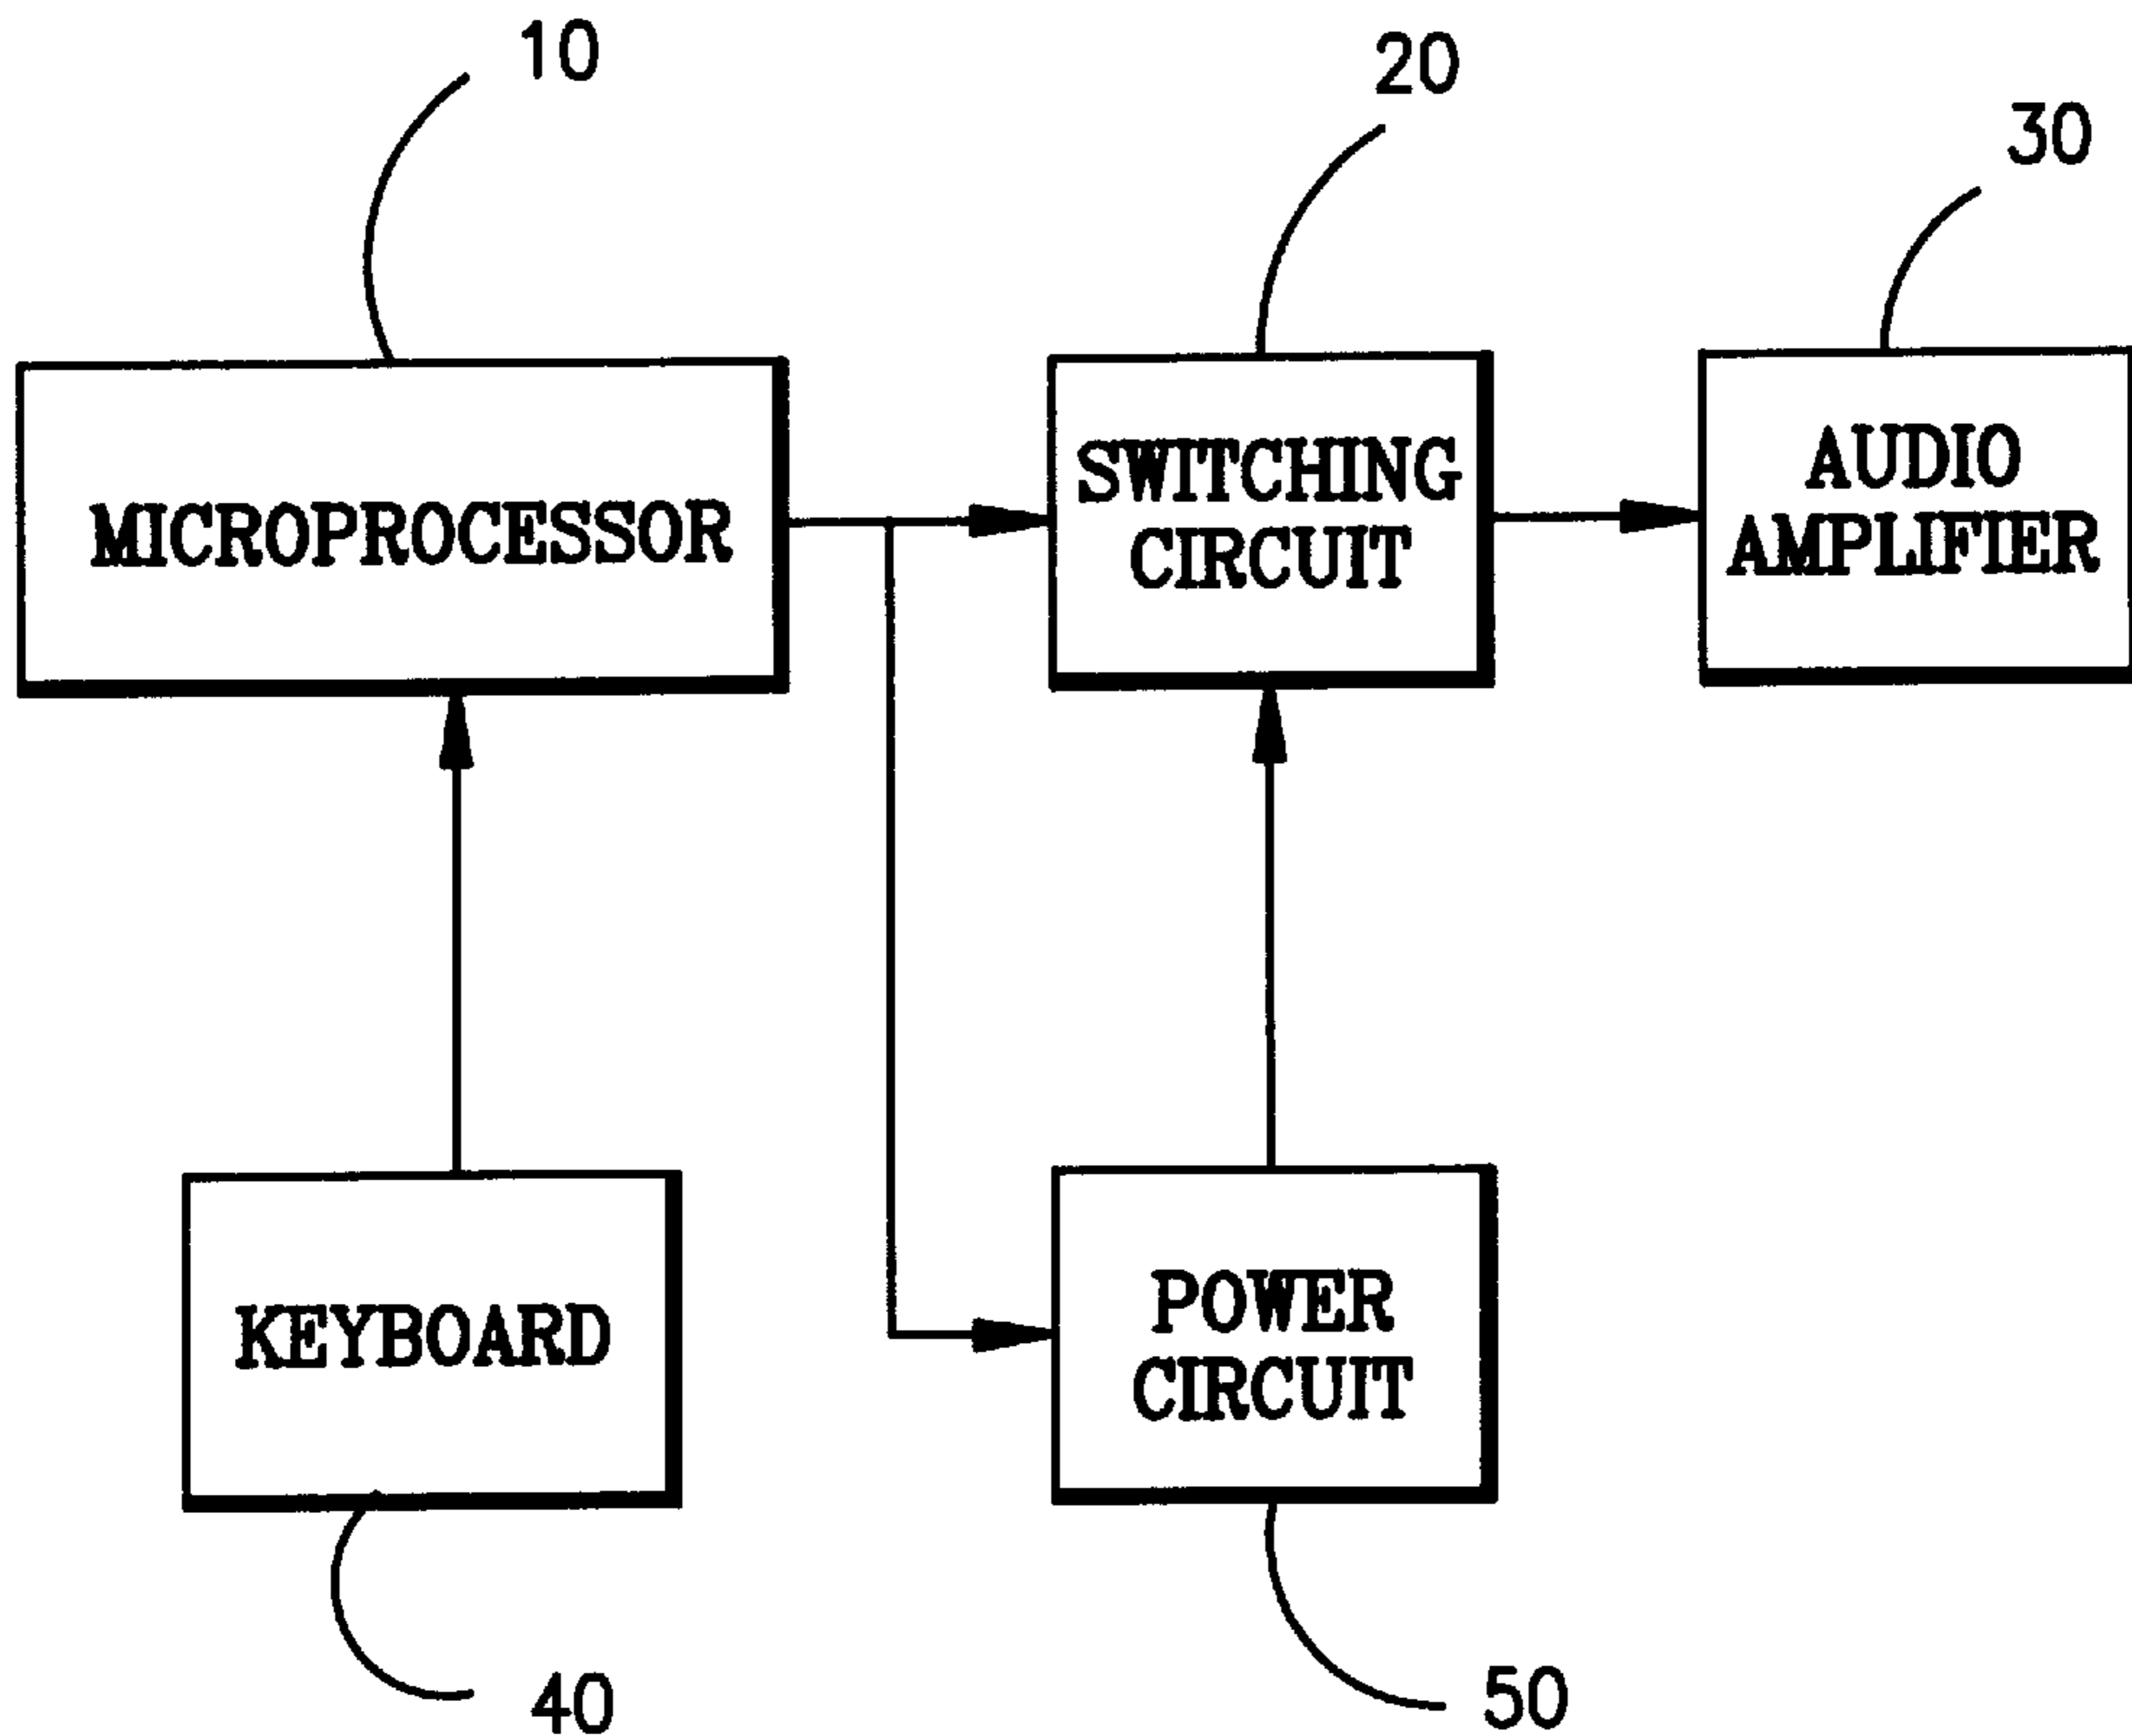 10
20
30
MICROPROCESSOR
SWITCHING
CIRCUIT
AUDIO
AMPLIFIER
KEYBOARD
POWER
CIRCUIT
40
50